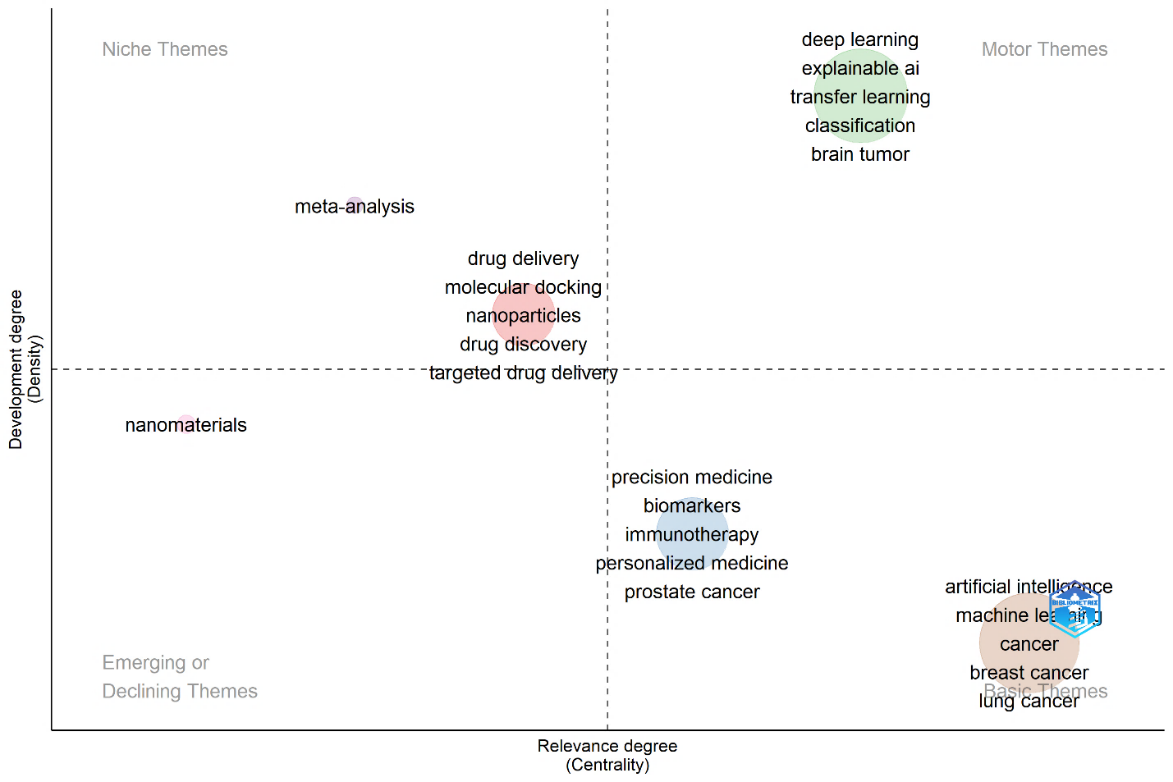 Niche Themes
Motor Themes
deep learning
explainable ai
transfer learning
classification
brain tumor
meta-analysis
drug delivery
molecular docking
nanoparticles
drug discovery
targeted drug delivery
nanomaterials
precision medicine
biomarkers
immunotherapy
personalized medicine
prostate cancer
artificial intelligence
machine learning
BIBLIOMETRIX
cancer
breast cancer
lung cancer
Emerging or
Declining Themes
Basic Themes
Development degree
(Density)
Relevance degree
(Centrality)